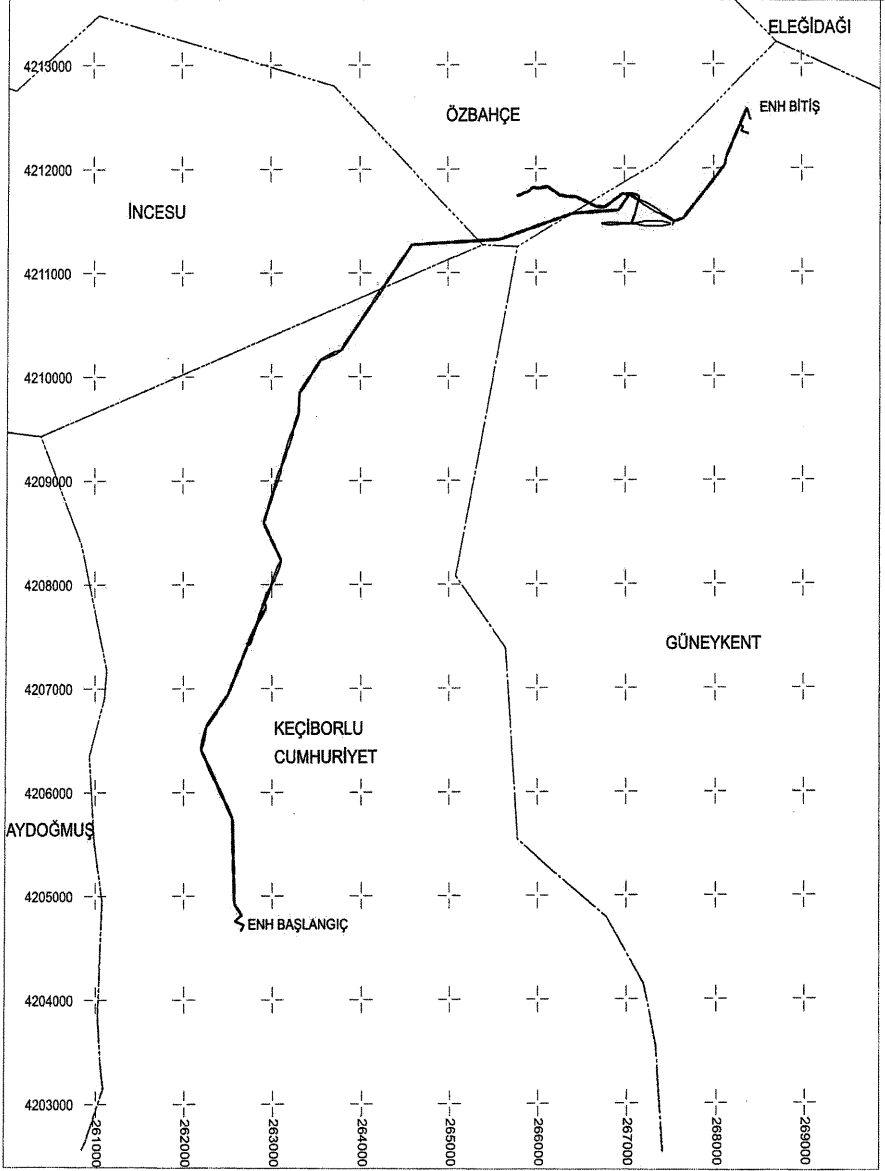 ELEĞİDAĞI
4213000
ENH BİTİŞ
ÖZBAHÇE
4212000
İNCESU
4211000
4210000
4209000
4208000
GÜNEYKENT
4207000
KEÇİBORLU
CUMHURİYET
4206000
AYDOĞMUŞ
4205000
ENH BAŞLANGIÇ
4204000
4203000
261000
262000
263000
264000
265000
266000
267000
268000
269000